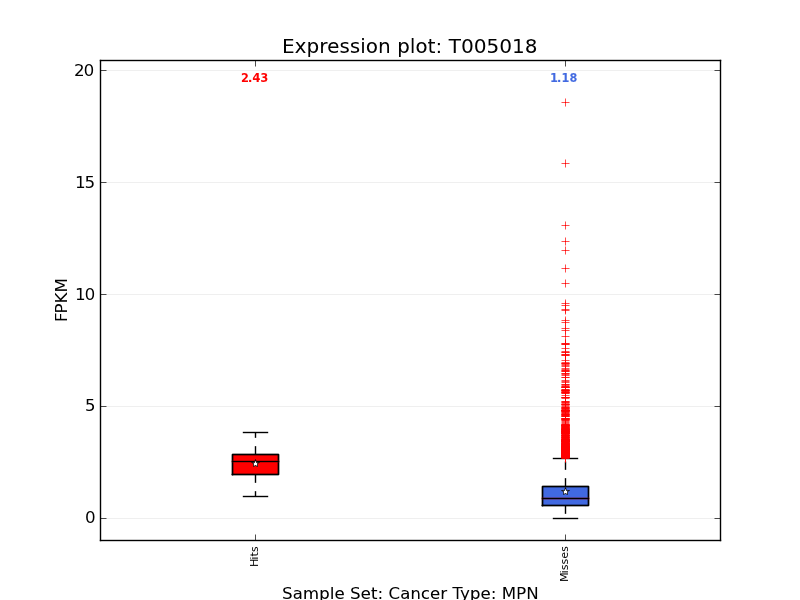 Expression plot: T005018
20
2.43
1.18
15
10
FPKM
5
0
Hits
Misses
Sample Set: Cancer Type: MPN